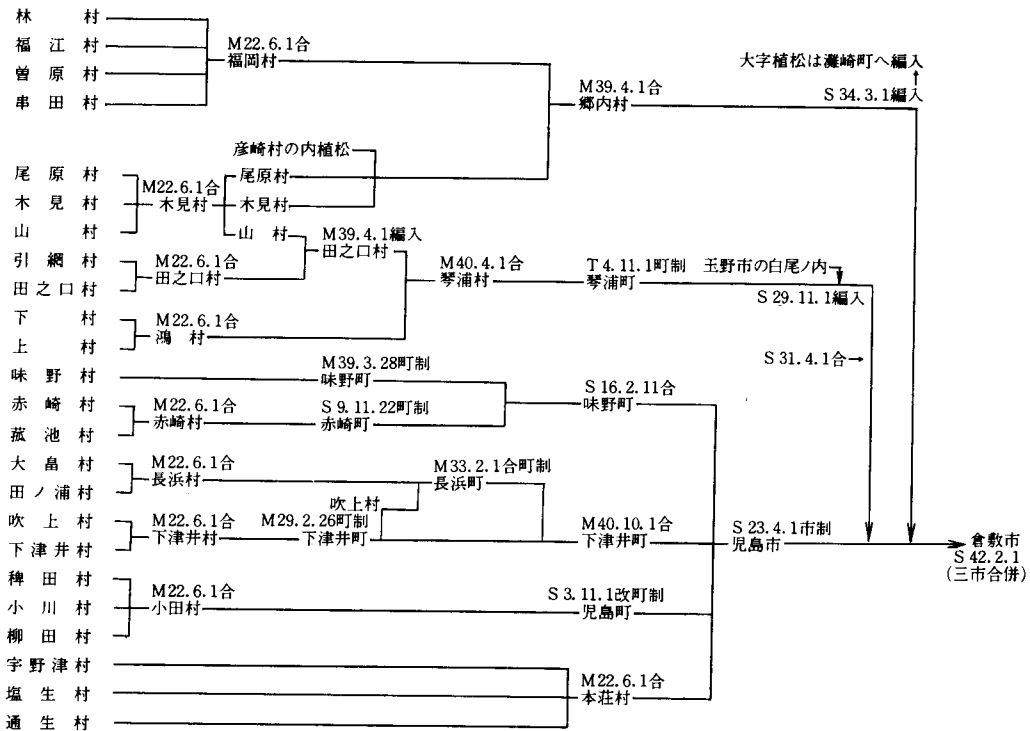 林村
福江村
曽原村
串田村
M22.6.1合
福岡村
M39.4.1合
郷内村
大字植松は灘崎町へ編入
S34.3.1編入
彦崎村の内植松
尾原村
木見村
山村
M22.6.1合
木見村
尾原村
木見村
山村
M39.4.1編入
田之口村
引網村
田之口村
M22.6.1合
田之口村
M40.4.1合
琴浦村
T4.11.1町制
琴浦町
玉野市の白尾ノ内
S29.11.1編入
下村
上村
M22.6.1合
鴻村
S31.4.1合→
味野村
M39.3.28町制
味野町
S16.2.11合
味野町
赤崎村
菰池村
M22.6.1合
赤崎村
S9.11.22町制
赤崎町
大畠村
田ノ浦村
M22.6.1合
長浜村
M33.2.1合町制
長浜町
吹上村
吹上村
下津井村
M22.6.1合
下津井村
M29.2.26町制
下津井町
M40.10.1合
下津井町
S23.4.1市制
児島市
倉敷市
S42.2.1
(三市合併)
稗田村
小川村
柳田村
M22.6.1合
小田村
S3.11.1改町制
児島町
宇野津村
塩生村
通生村
M22.6.1合
本荘村